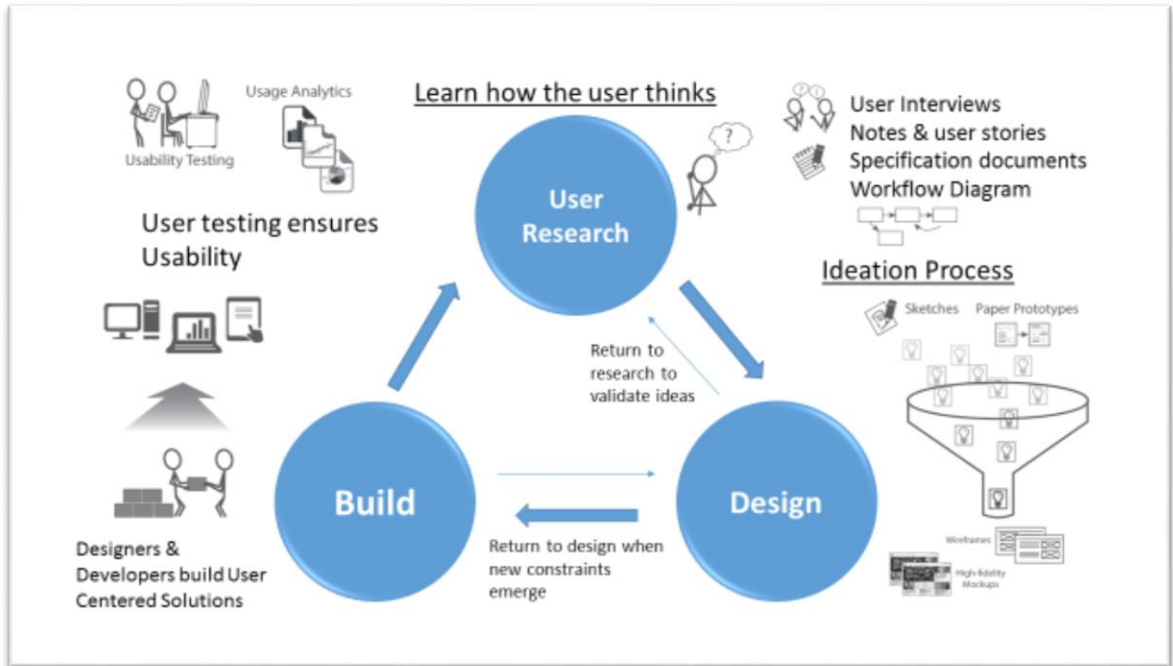 Learn how the user thinks
Usage Analytics
Usability Testing
User testing ensures
Usability
User
Research
?
? !
User Interviews
Notes & user stories
Specification documents
Workflow Diagram
Ideation Process
Sketches
Paper Prototypes
Return to
research to
validate ideas
Build
Design
Return to design when
new constraints
emerge
Designers &
Developers build User
Centered Solutions
Wireframes
High-fidelity
Mockups